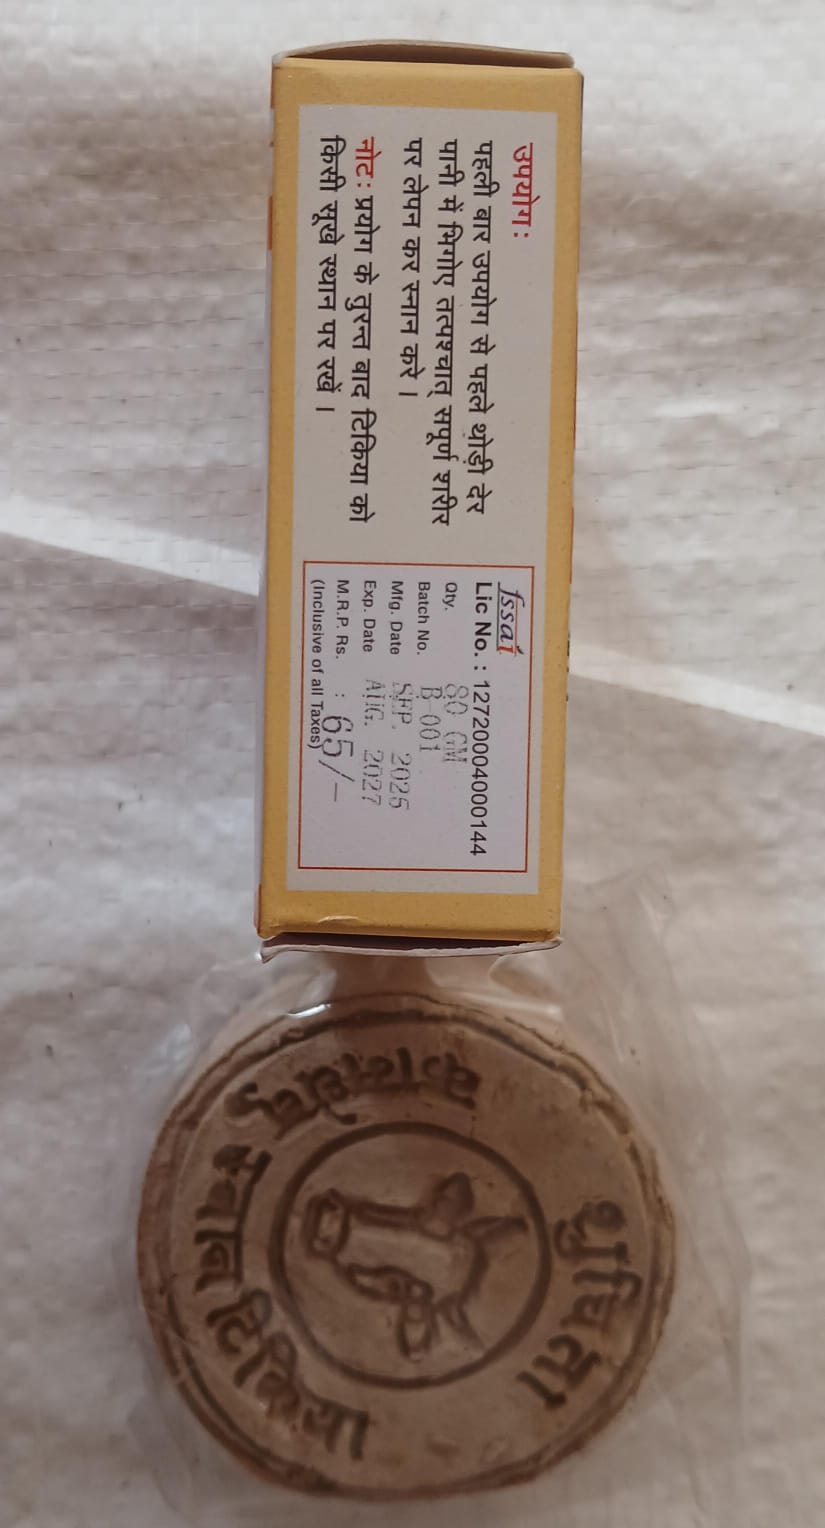 उपयोग :
पहली बार उपयोग से पहले थोड़ी देर
पानी में भिगोए तत्पश्चात् सपूर्ण शरीर
पर लेपन कर स्नान करे ।
नोट : प्रयोग के तुरन्त बाद टिकिया को
किसी सूखे स्थान पर रखें ।
fssai
Lic No. : 12720004000144
Qty. 80 GM
Batch No. B-001
Mfg. Date SEP. 2025
Exp. Date AUG. 2027
M.R.P. Rs. : 65/-
(Inclusive of all Taxes)
शुचिता
कामधेनु स्नान टिकिया